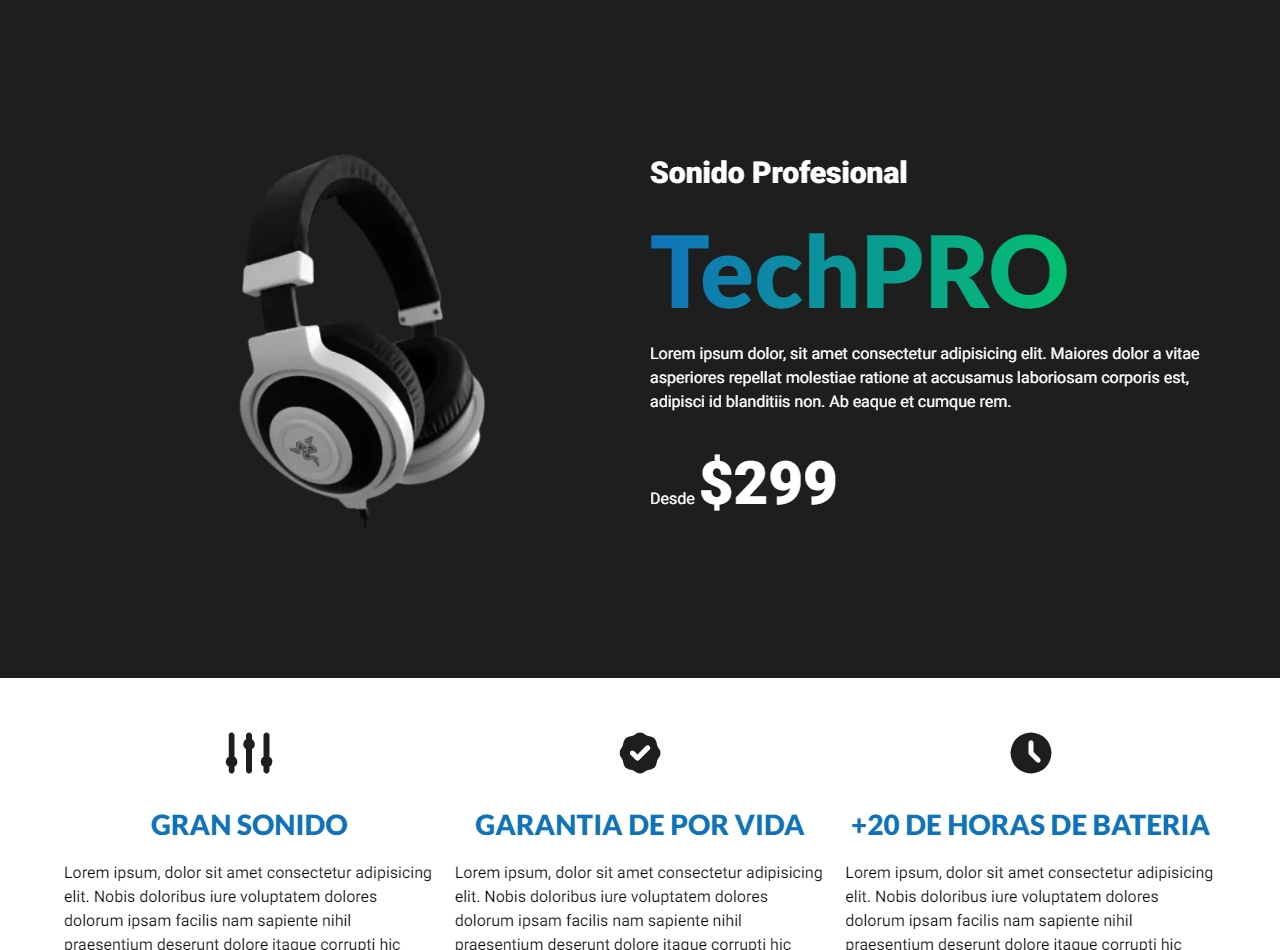 Sonido Profesional
TechPRO
Lorem ipsum dolor, sit amet consectetur adipisicing elit. Maiores dolor a vitae
asperiores repellat molestiae ratione at accusamus laboriosam corporis est,
adipisci id blanditiis non. Ab eaque et cumque rem.
Desde $299
GRAN SONIDO
Lorem ipsum, dolor sit amet consectetur adipisicing
elit. Nobis doloribus iure voluptatem dolores
dolorum ipsam facilis nam sapiente nihil
praesentium deserunt dolore itaque corrupti hic
GARANTIA DE POR VIDA
Lorem ipsum, dolor sit amet consectetur adipisicing
elit. Nobis doloribus iure voluptatem dolores
dolorum ipsam facilis nam sapiente nihil
praesentium deserunt dolore itaque corrupti hic
+20 DE HORAS DE BATERIA
Lorem ipsum, dolor sit amet consectetur adipisicing
elit. Nobis doloribus iure voluptatem dolores
dolorum ipsam facilis nam sapiente nihil
praesentium deserunt dolore itaque corrupti hic